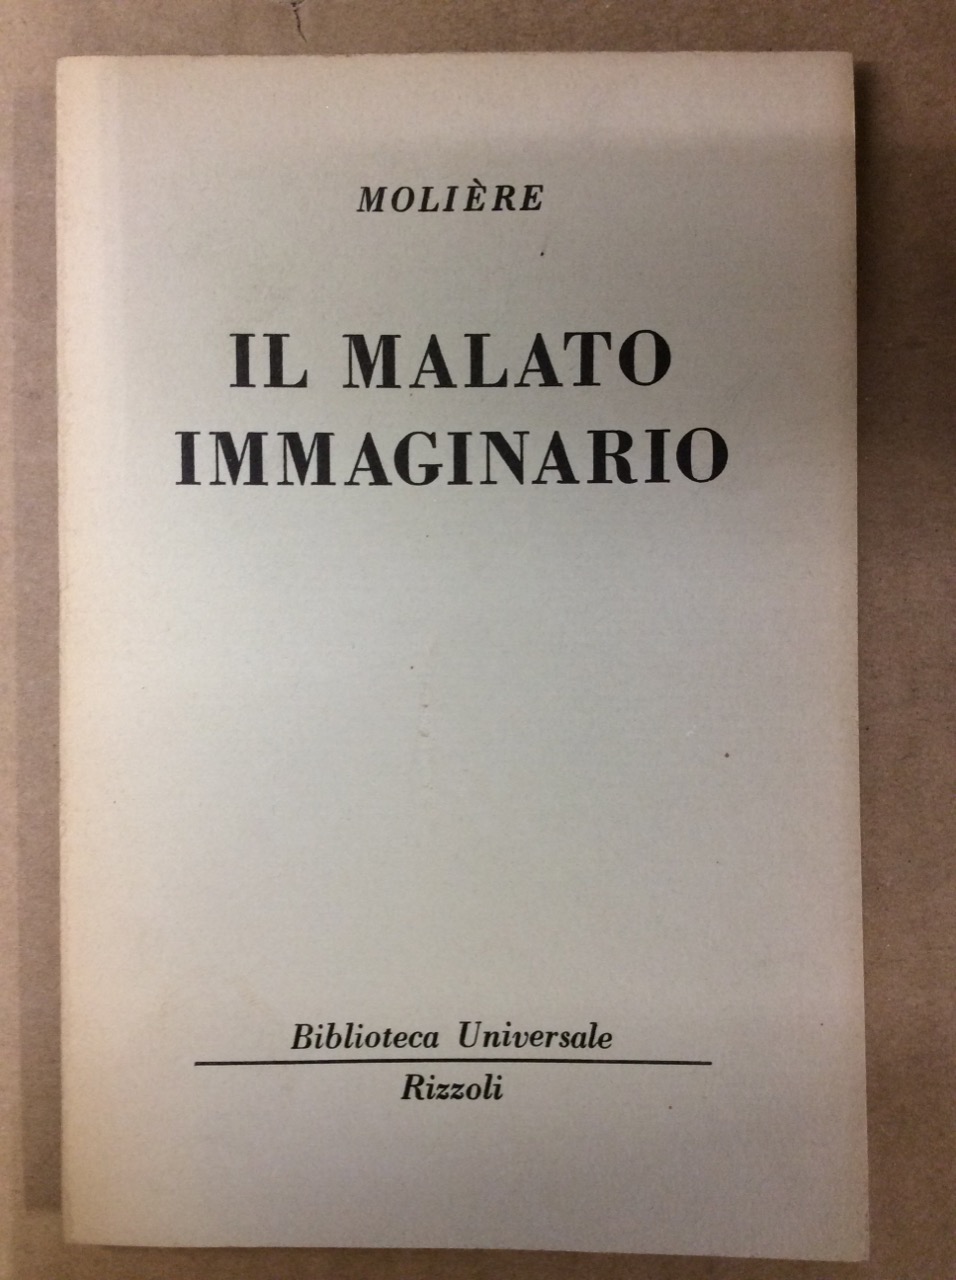 MOLIÈRE
IL MALATO
IMMAGINARIO
Biblioteca Universale
Rizzoli